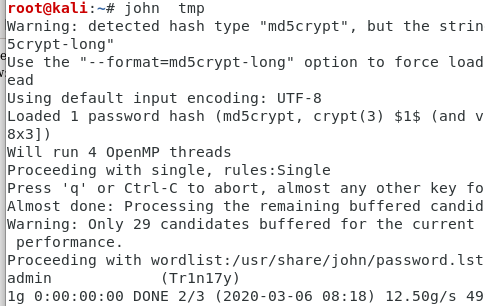 root@kali:~# john  tmp
Warning: detected hash type "md5crypt", but the strin
5crypt-long"
Use the "--format=md5crypt-long" option to force load
ead
Using default input encoding: UTF-8
Loaded 1 password hash (md5crypt, crypt(3) $1$ (and v
8x3])
Will run 4 OpenMP threads
Proceeding with single, rules:Single
Press 'q' or Ctrl-C to abort, almost any other key fo
Almost done: Processing the remaining buffered candid
Warning: Only 29 candidates buffered for the current
 performance.
Proceeding with wordlist:/usr/share/john/password.lst
admin            (Tr1n17y)
1g 0:00:00:00 DONE 2/3 (2020-03-06 08:18) 12.50g/s 49